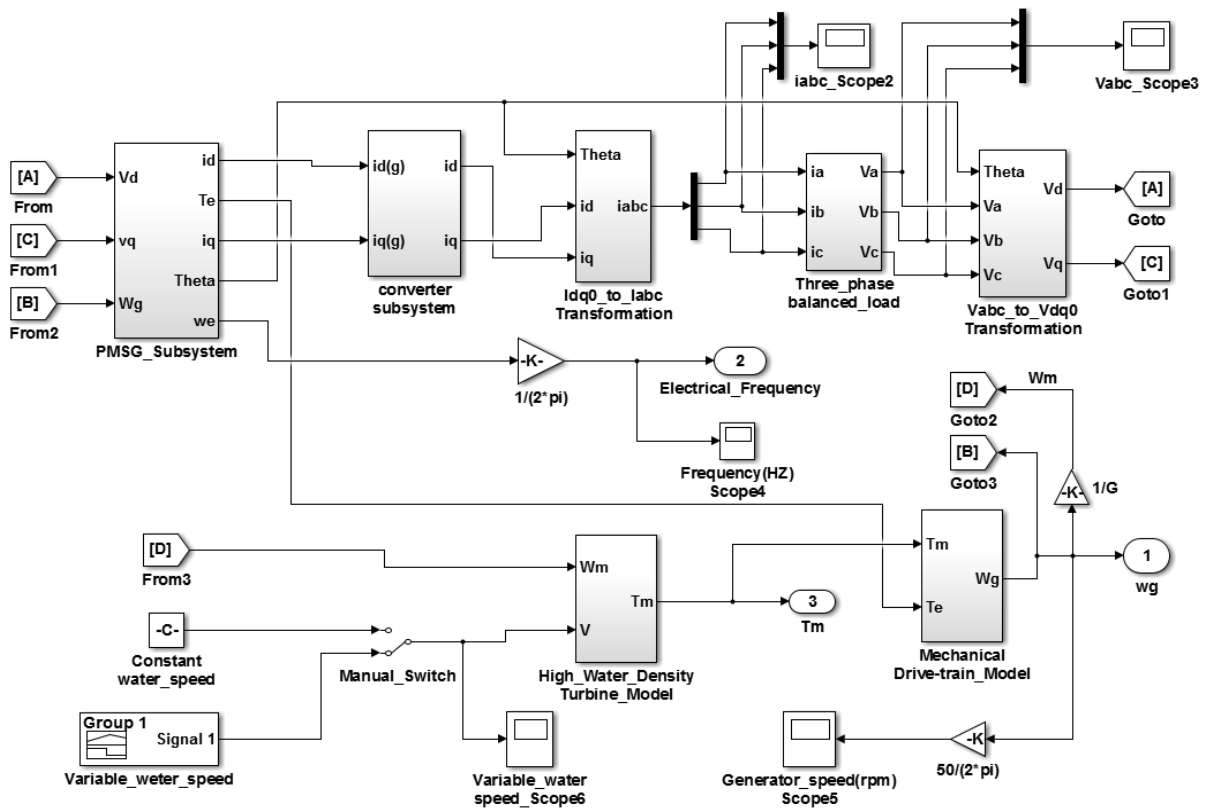 iabc_Scope2
Vabc_Scope3
[A]
From
[C]
From1
[B]
From2
Vd
vq
Wg
id
Te
iq
Theta
we
PMSG_Subsystem
id(g)
iq(g)
id
iq
converter
subsystem
Theta
id
iq
iabc
Idq0_to_Iabc
Transformation
ia
ib
ic
Va
Vb
Vc
Three_phase
balanced_load
Theta
Va
Vb
Vc
Vd
Vq
Vabc_to_Vdq0
Transformation
[A]
Goto
[C]
Goto1
-K-
1/(2*pi)
2
Electrical_Frequency
Frequency(HZ)
Scope4
Wm
[D]
Goto2
[B]
Goto3
-K-
1/G
[D]
From3
-C-
Constant
water_speed
Manual_Switch
Group 1
Signal 1
Variable_weter_speed
Wm
V
Tm
High_Water_Density
Turbine_Model
3
Tm
Tm
Te
Wg
Mechanical
Drive-train_Model
1
wg
Variable_water
speed_Scope6
Generator_speed(rpm)
Scope5
-K
50/(2*pi)